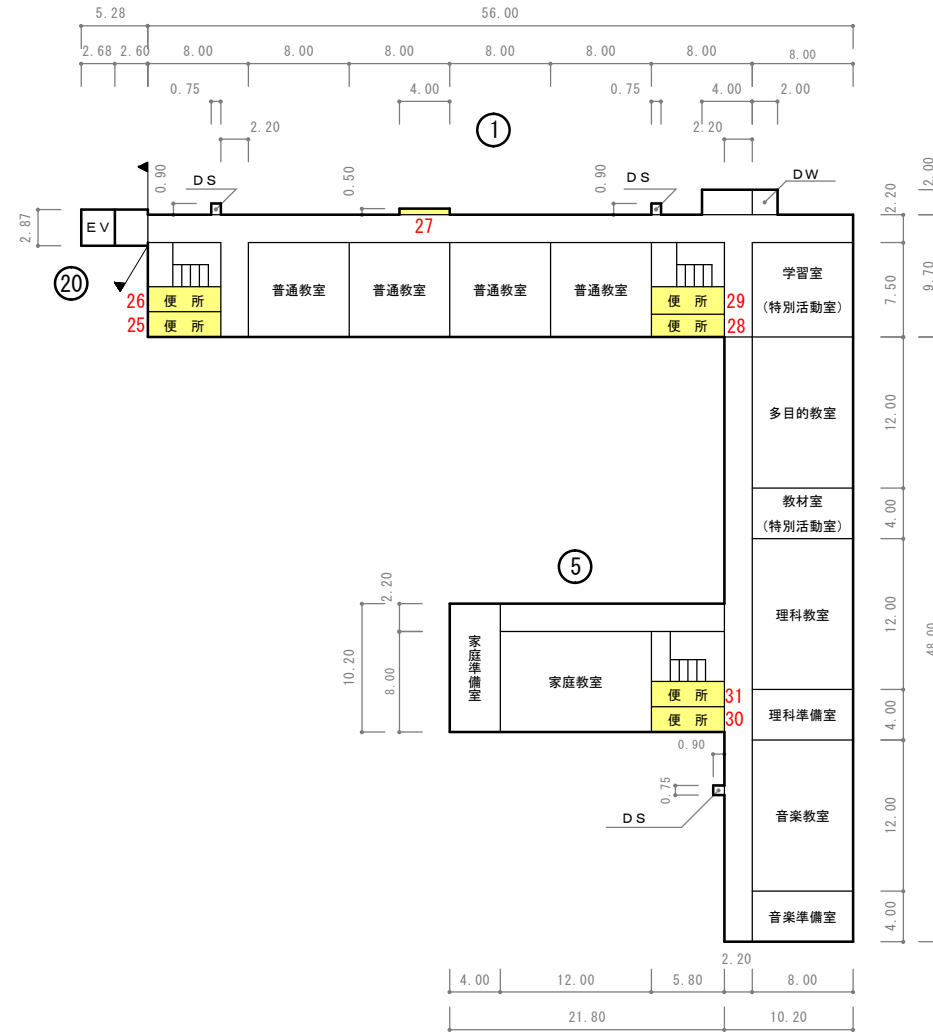 5.28
56.00
2.68
2.60
8.00
8.00
8.00
8.00
8.00
8.00
8.00
0.75
4.00
0.75
4.00
2.00
2.20
①
2.20
0.90
DS
0.50
0.90
DS
DW
2.20
2.00
2.87
EV
27
9.70
7.50
⑳
26
便 所
25
便 所
普通教室
普通教室
普通教室
普通教室
便 所
29
便 所
28
学習室
(特別活動室)
多目的教室
12.00
教材室
(特別活動室)
4.00
⑤
2.20
10.20
8.00
家庭準備室
家庭教室
便 所
31
便 所
30
理科教室
12.00
48.00
理科準備室
4.00
0.90
0.75
DS
音楽教室
12.00
音楽準備室
4.00
2.20
4.00
12.00
5.80
8.00
21.80
10.20